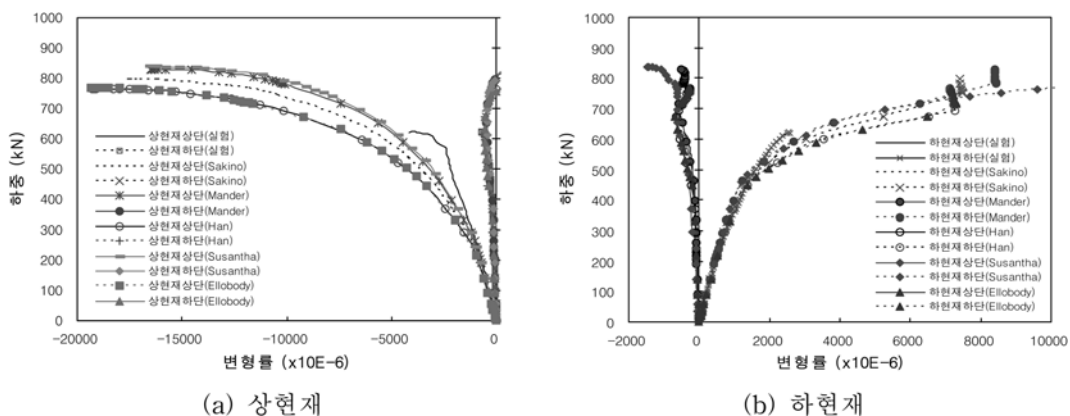 1000
900
800
700
600
500
400
300
200
100
0
하중 (kN)
상현재상단(실험)
상현재하단(실험)
상현재상단(Sakino)
상현재하단(Sakino)
상현재상단(Mander)
상현재하단(Mander)
상현재상단(Han)
상현재하단(Han)
상현재상단(Susantha)
상현재하단(Susantha)
상현재상단(Ellobody)
상현재하단(Ellobody)
-20000 -15000 -10000 -5000 0
변형률 (x10E-6)
(a) 상현재
1000
900
800
700
600
500
400
300
200
100
0
하중 (kN)
하현재상단(실험)
하현재하단(실험)
하현재상단(Sakino)
하현재하단(Sakino)
하현재상단(Mander)
하현재하단(Mander)
하현재상단(Han)
하현재하단(Han)
하현재상단(Susantha)
하현재하단(Susantha)
하현재상단(Ellobody)
하현재하단(Ellobody)
-2000 0 2000 4000 6000 8000 10000
변형률 (x10E-6)
(b) 하현재